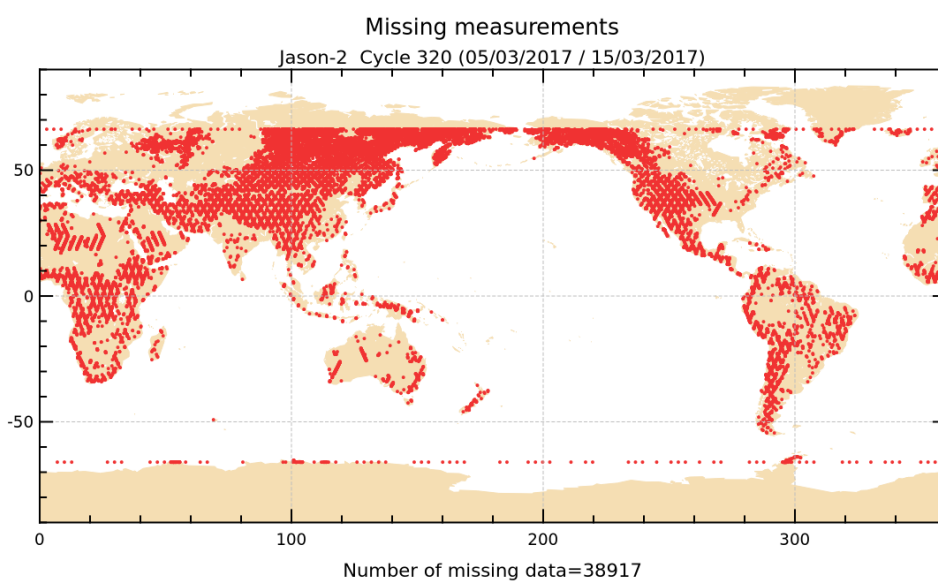 Missing measurements
Jason-2 Cycle 320 (05/03/2017 / 15/03/2017)
50
0
-50
0 100 200 300
Number of missing data=38917